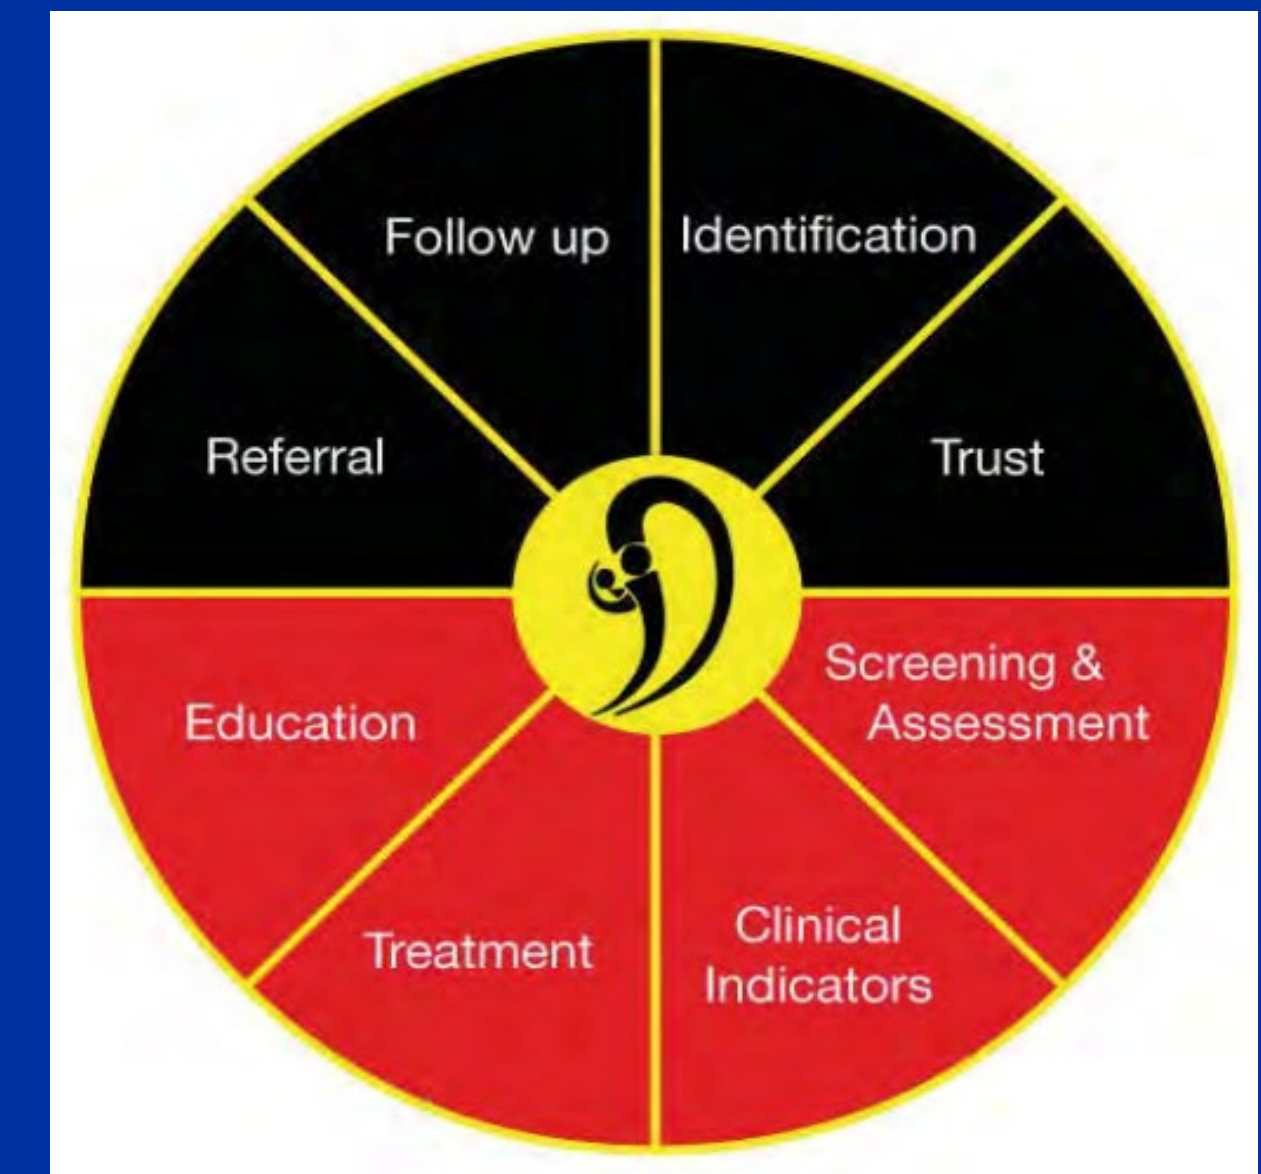 Follow up
Identification
Referral
Trust
Education
Screening &
Assessment
Treatment
Clinical
Indicators